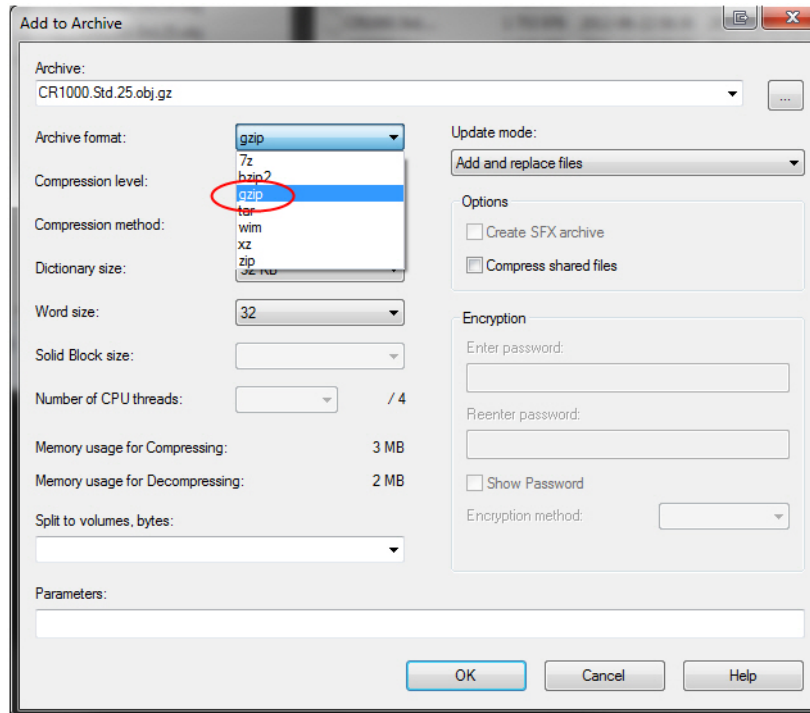 Add to Archive
Archive:
CR1000.Std.25.obj.gz
...
Archive format:
gzip
7z
bzip2
gzip
tar
wim
xz
zip
Compression level:
Compression method:
Dictionary size:
32 KB
Word size:
32
Solid Block size:
Number of CPU threads:
/ 4
Memory usage for Compressing:
3 MB
Memory usage for Decompressing:
2 MB
Split to volumes, bytes:
Update mode:
Add and replace files
Options
Create SFX archive
Compress shared files
Encryption
Enter password:
Reenter password:
Show Password
Encryption method:
Parameters:
OK
Cancel
Help